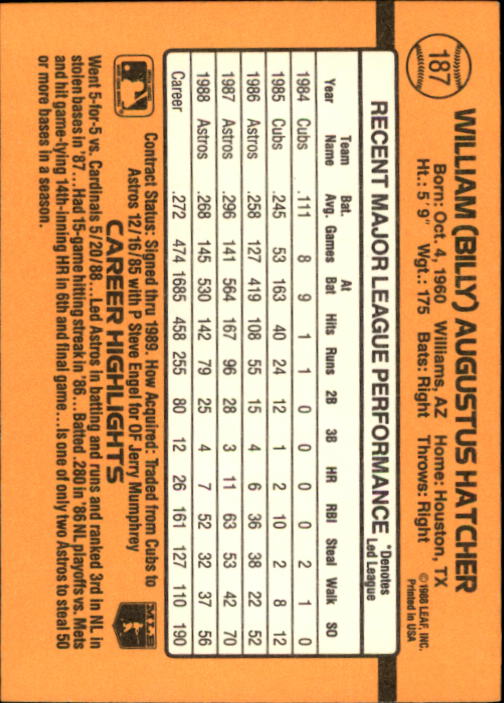 187
WILLIAM (BILLY) AUGUSTUS HATCHER
Born: Oct. 4, 1960 Williams, AZ Home: Houston, TX
Ht.: 5' 9" Wgt.: 175 Bats: Right Throws: Right
© 1988 LEAF, INC.
Printed in USA
RECENT MAJOR LEAGUE PERFORMANCE
*Denotes Led League
Year Team Name Bat. Avg. Games At Bat Hits Runs 2B 3B HR RBI Steal Walk SO
1984 Cubs .111 8 9 1 1 0 0 0 0 2 1 0
1985 Cubs .245 53 163 40 24 12 1 2 10 2 8 12
1986 Astros .258 127 419 108 55 15 4 6 36 38 22 52
1987 Astros .296 141 564 167 96 28 3 11 63 53 42 70
1988 Astros .268 145 530 142 79 25 4 7 52 32 37 56
Career .272 474 1685 458 255 80 12 26 161 127 110 190
Contract Status: Signed thru 1989. How Acquired: Traded from Cubs to
Astros 12/16/85 with P Steve Engel for OF Jerry Mumphrey
MLB
CAREER HIGHLIGHTS
Went 5-for-5 vs. Cardinals 5/20/88...Led Astros in batting and runs and ranked 3rd in NL in
stolen bases in '87...Had 15-game hitting streak in '86...Batted .280 in '86 NL playoffs vs. Mets
and hit game-tying 14th-inning HR in 6th and final game...Is one of only two Astros to steal 50
or more bases in a season.